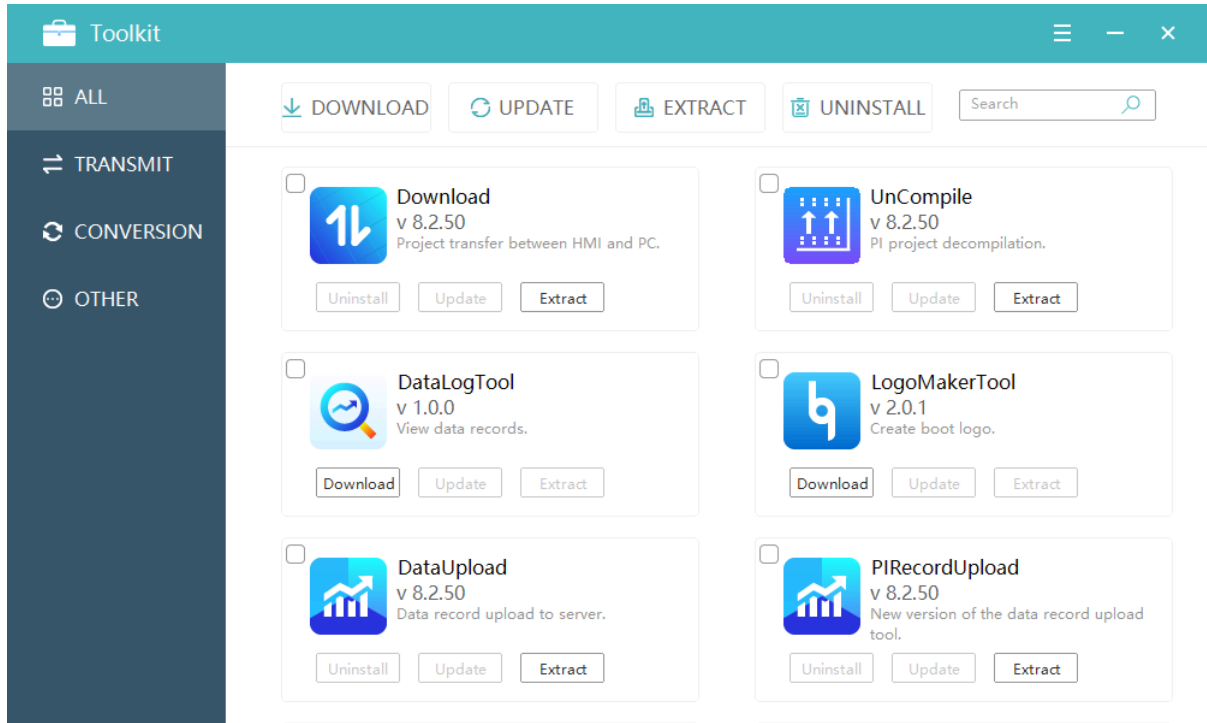 Toolkit
ALL
TRANSMIT
CONVERSION
OTHER
DOWNLOAD UPDATE EXTRACT UNINSTALL Search
Download
v 8.2.50
Project transfer between HMI and PC.
Uninstall Update Extract
UnCompile
v 8.2.50
PI project decompilation.
Uninstall Update Extract
DataLogTool
v 1.0.0
View data records.
Download Update Extract
LogoMakerTool
v 2.0.1
Create boot logo.
Download Update Extract
DataUpload
v 8.2.50
Data record upload to server.
Uninstall Update Extract
PIRecordUpload
v 8.2.50
New version of the data record upload
tool.
Uninstall Update Extract